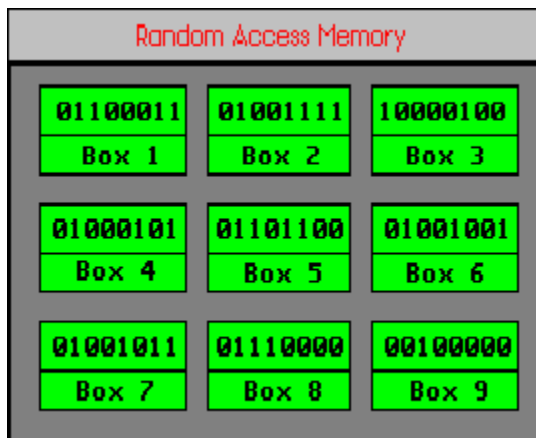 Random Access Memory
01100011 01001111 10000100
Box 1 Box 2 Box 3
01000101 01101100 01001001
Box 4 Box 5 Box 6
01001011 01110000 00100000
Box 7 Box 8 Box 9